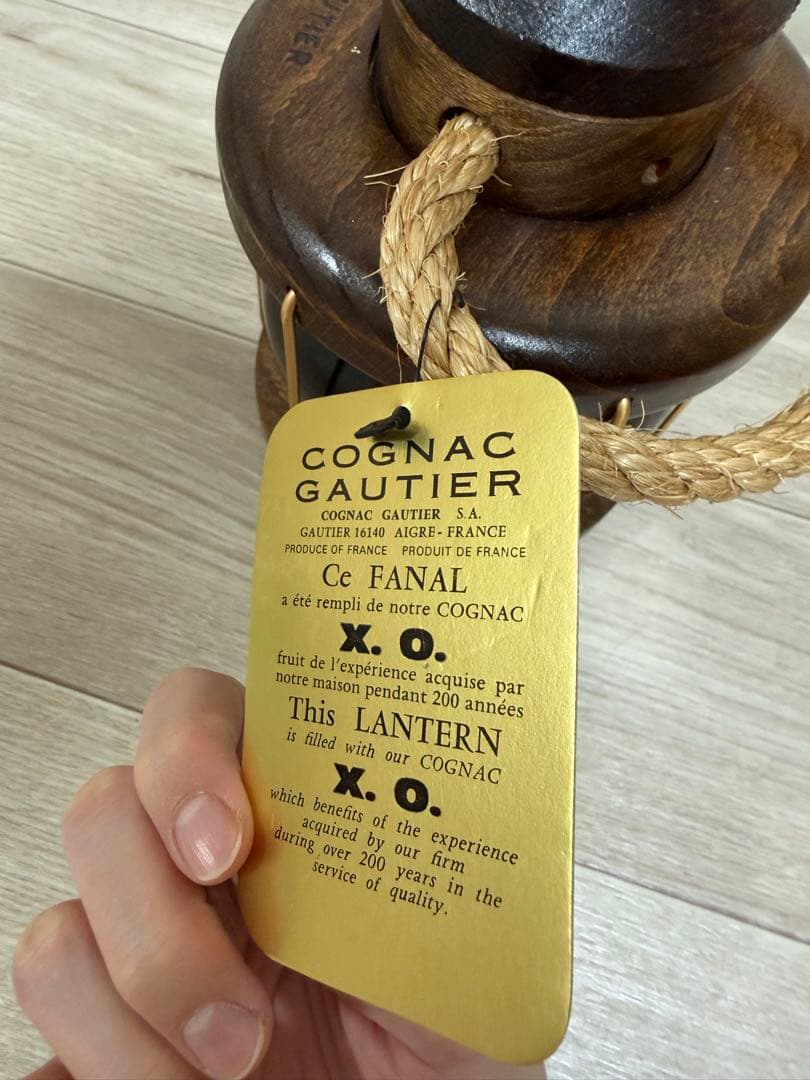 UTIER
COGNAC
GAUTIER
COGNAC GAUTIER S.A.
GAUTIER 16140 AIGRE-FRANCE
PRODUCE OF FRANCE PRODUIT DE FRANCE
Ce FANAL
a été rempli de notre COGNAC
X. O.
fruit de l'expérience acquise par
notre maison pendant 200 années
This LANTERN
is filled with our COGNAC
X. O.
which benefits of the experience
acquired by our firm
during over 200 years in the
service of quality.